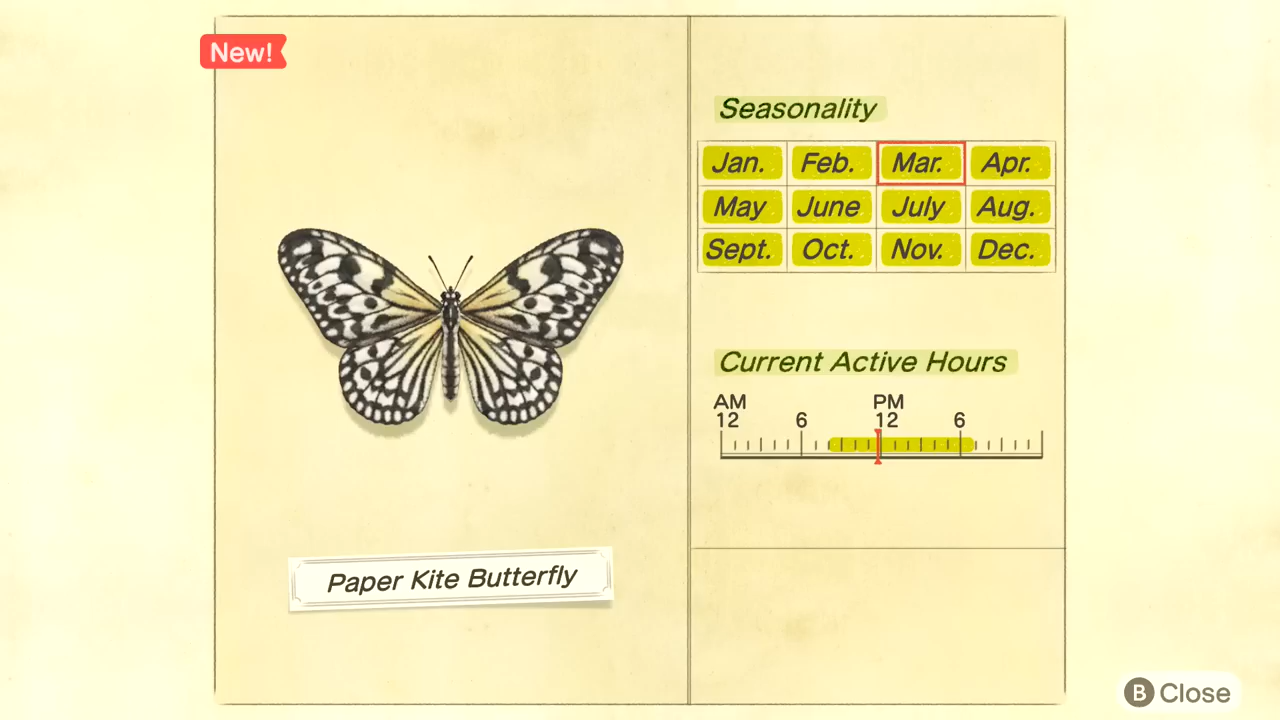 New!
Paper Kite Butterfly
Seasonality
Jan. Feb. Mar. Apr.
May June July Aug.
Sept. Oct. Nov. Dec.
Current Active Hours
AM PM
12 6 12 6
B Close